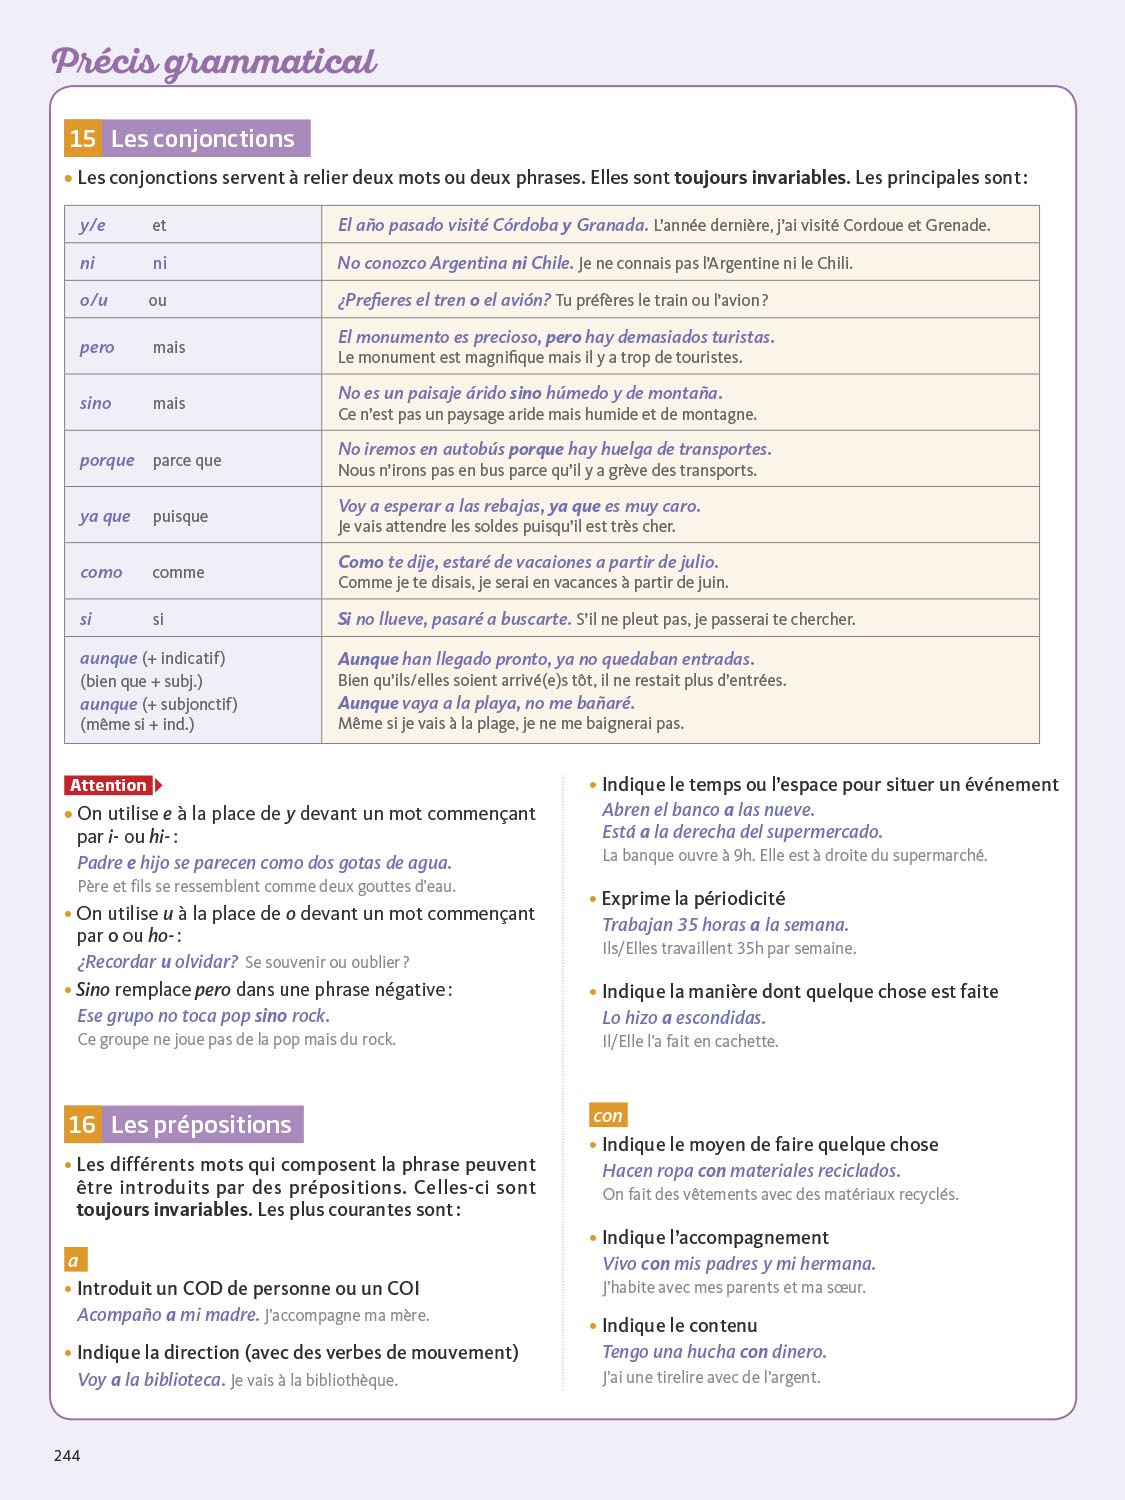 Précis grammatical
15 Les conjonctions
• Les conjonctions servent à relier deux mots ou deux phrases. Elles sont toujours invariables. Les principales sont :
y/e et
El año pasado visité Córdoba y Granada. L’année dernière, j’ai visité Cordoue et Grenade.
ni ni
No conozco Argentina ni Chile. Je ne connais pas l’Argentine ni le Chili.
o/u ou
¿Prefieres el tren o el avión? Tu préfères le train ou l’avion ?
pero mais
El monumento es precioso, pero hay demasiados turistas.
Le monument est magnifique mais il y a trop de touristes.
sino mais
No es un paisaje árido sino húmedo y de montaña.
Ce n’est pas un paysage aride mais humide et de montagne.
porque parce que
No iremos en autobús porque hay huelga de transportes.
Nous n’irons pas en bus parce qu’il y a grève des transports.
ya que puisque
Voy a esperar a las rebajas, ya que es muy caro.
Je vais attendre les soldes puisqu’il est très cher.
como comme
Como te dije, estaré de vacaiones a partir de julio.
Comme je te disais, je serai en vacances à partir de juin.
si si
Si no llueve, pasaré a buscarte. S’il ne pleut pas, je passerai te chercher.
aunque (+ indicatif)
(bien que + subj.)
aunque (+ subjonctif)
(même si + ind.)
Aunque han llegado pronto, ya no quedaban entradas.
Bien qu’ils/elles soient arrivé(e)s tôt, il ne restait plus d’entrées.
Aunque vaya a la playa, no me bañaré.
Même si je vais à la plage, je ne me baignerai pas.
Attention
• On utilise e à la place de y devant un mot commençant
par i- ou hi- :
Padre e hijo se parecen como dos gotas de agua.
Père et fils se ressemblent comme deux gouttes d’eau.
• On utilise u à la place de o devant un mot commençant
par o ou ho- :
¿Recordar u olvidar? Se souvenir ou oublier ?
• Sino remplace pero dans une phrase négative :
Ese grupo no toca pop sino rock.
Ce groupe ne joue pas de la pop mais du rock.
16 Les prépositions
• Les différents mots qui composent la phrase peuvent
être introduits par des prépositions. Celles-ci sont
toujours invariables. Les plus courantes sont :
a
• Introduit un COD de personne ou un COI
Acompaño a mi madre. J’accompagne ma mère.
• Indique la direction (avec des verbes de mouvement)
Voy a la biblioteca. Je vais à la bibliothèque.
• Indique le temps ou l’espace pour situer un événement
Abren el banco a las nueve.
Está a la derecha del supermercado.
La banque ouvre à 9h. Elle est à droite du supermarché.
• Exprime la périodicité
Trabajan 35 horas a la semana.
Ils/Elles travaillent 35h par semaine.
• Indique la manière dont quelque chose est faite
Lo hizo a escondidas.
Il/Elle l’a fait en cachette.
con
• Indique le moyen de faire quelque chose
Hacen ropa con materiales reciclados.
On fait des vêtements avec des matériaux recyclés.
• Indique l’accompagnement
Vivo con mis padres y mi hermana.
J’habite avec mes parents et ma sœur.
• Indique le contenu
Tengo una hucha con dinero.
J’ai une tirelire avec de l’argent.
244